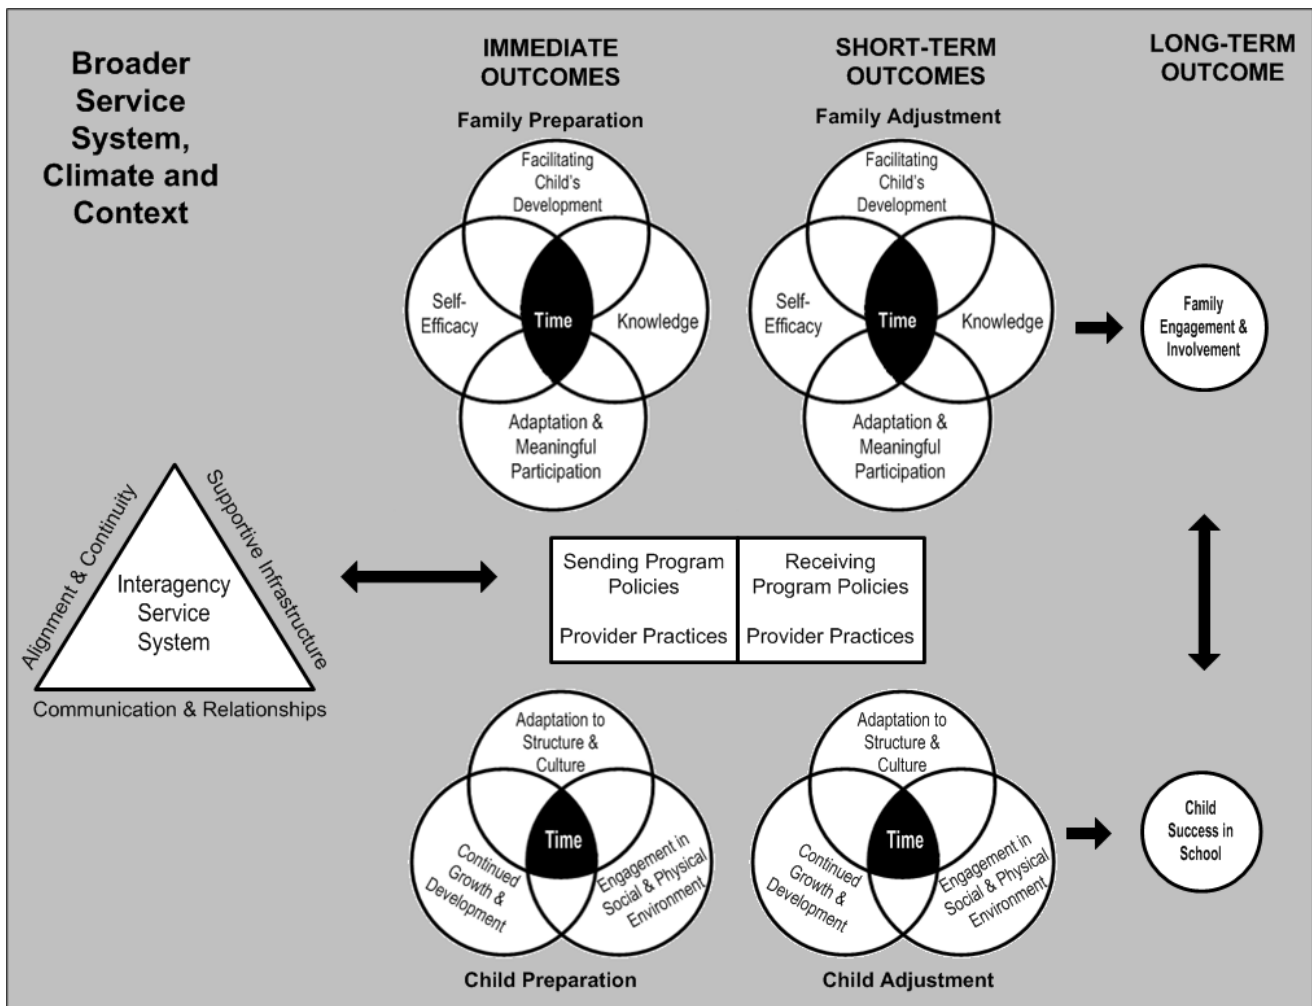 Broader
Service
System,
Climate and
Context
IMMEDIATE
OUTCOMES
Family Preparation
Facilitating
Child's
Development
Self-
Efficacy
Time
Knowledge
Adaptation &
Meaningful
Participation
SHORT-TERM
OUTCOMES
Family Adjustment
Facilitating
Child's
Development
Self-
Efficacy
Time
Knowledge
Adaptation &
Meaningful
Participation
LONG-TERM
OUTCOME
Family
Engagement &
Involvement
Alignment & Continuity
Supportive Infrastructure
Interagency
Service
System
Communication & Relationships
Sending Program
Policies
Provider Practices
Receiving
Program Policies
Provider Practices
Adaptation to
Structure &
Culture
Time
Continued
Growth &
Development
Engagement in
Social & Physical
Environment
Child Preparation
Adaptation to
Structure &
Culture
Time
Continued
Growth &
Development
Engagement in
Social & Physical
Environment
Child Adjustment
Child
Success in
School